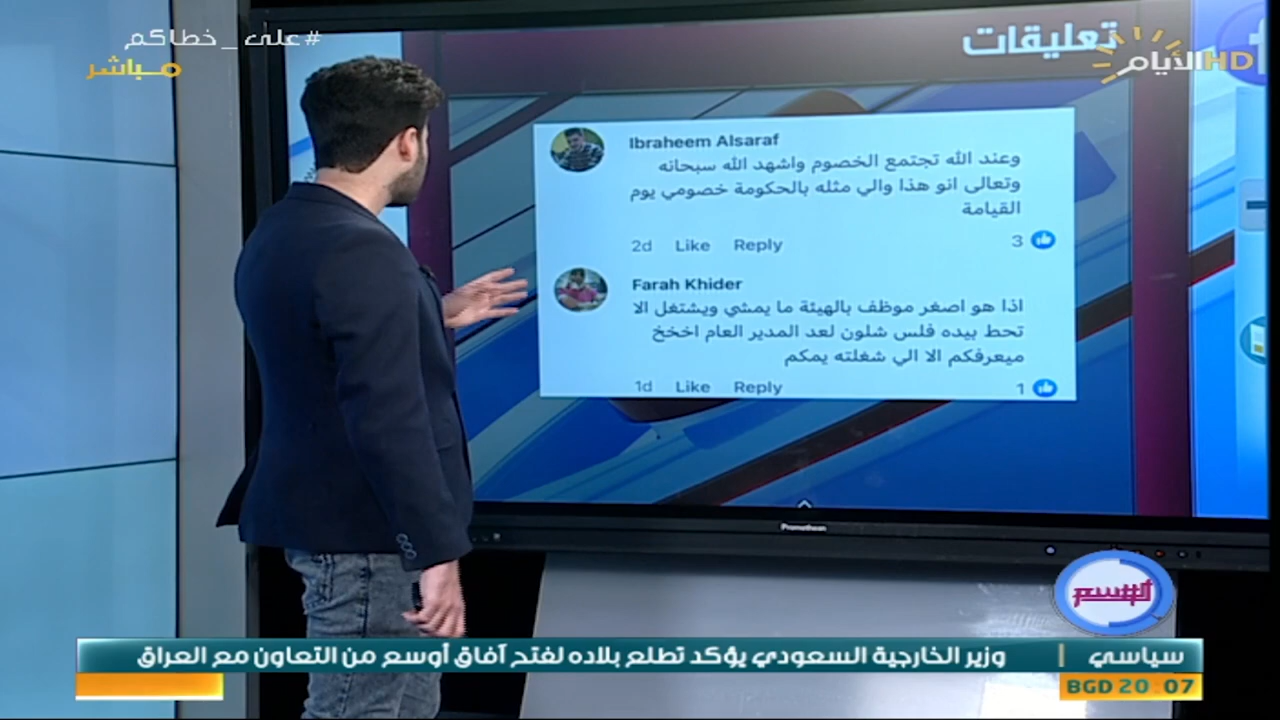 #على_خطاكم
مباشر
تعليقات
الأيام HD
Ibraheem Alsaraf
وعند الله تجتمع الخصوم واشهد الله سبحانه
وتعالى انو هذا والي مثله بالحكومة خصومي يوم
القيامة
2d Like Reply 3
Farah Khider
اذا هو اصغر موظف بالهيئة ما يمشي ويشتغل الا
تحط بيده فلس شلون لعد المدير العام اخخخ
ميعرفكم الا الي شغلته يمكم
1d Like Reply 1
Promethean
سياسي | وزير الخارجية السعودي يؤكد تطلع بلاده لفتح آفاق أوسع من التعاون مع العراق
BGD 20:07